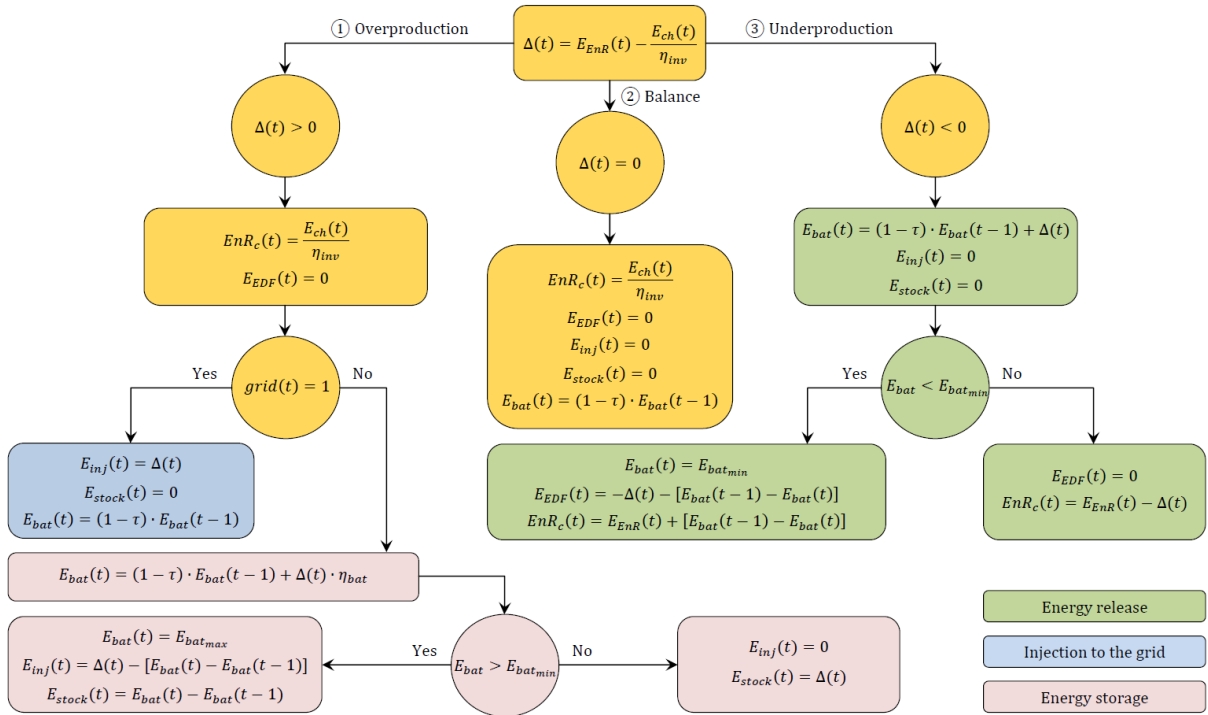 ① Overproduction
Δ(t) = E_EnR(t) − E_ch(t)/η_inv
③ Underproduction
② Balance
Δ(t) > 0
Δ(t) = 0
Δ(t) < 0
EnR_c(t) = E_ch(t)/η_inv
E_EDF(t) = 0
EnR_c(t) = E_ch(t)/η_inv
E_EDF(t) = 0
E_inj(t) = 0
E_stock(t) = 0
E_bat(t) = (1 − τ) · E_bat(t − 1)
E_bat(t) = (1 − τ) · E_bat(t − 1) + Δ(t)
E_inj(t) = 0
E_stock(t) = 0
Yes
grid(t) = 1
No
Yes
E_bat < E_bat_min
No
E_inj(t) = Δ(t)
E_stock(t) = 0
E_bat(t) = (1 − τ) · E_bat(t − 1)
E_bat(t) = E_bat_min
E_EDF(t) = −Δ(t) − [E_bat(t − 1) − E_bat(t)]
EnR_c(t) = E_EnR(t) + [E_bat(t − 1) − E_bat(t)]
E_EDF(t) = 0
EnR_c(t) = E_EnR(t) − Δ(t)
E_bat(t) = (1 − τ) · E_bat(t − 1) + Δ(t) · η_bat
E_bat(t) = E_bat_max
E_inj(t) = Δ(t) − [E_bat(t) − E_bat(t − 1)]
E_stock(t) = E_bat(t) − E_bat(t − 1)
Yes
E_bat > E_bat_min
No
E_inj(t) = 0
E_stock(t) = Δ(t)
Energy release
Injection to the grid
Energy storage